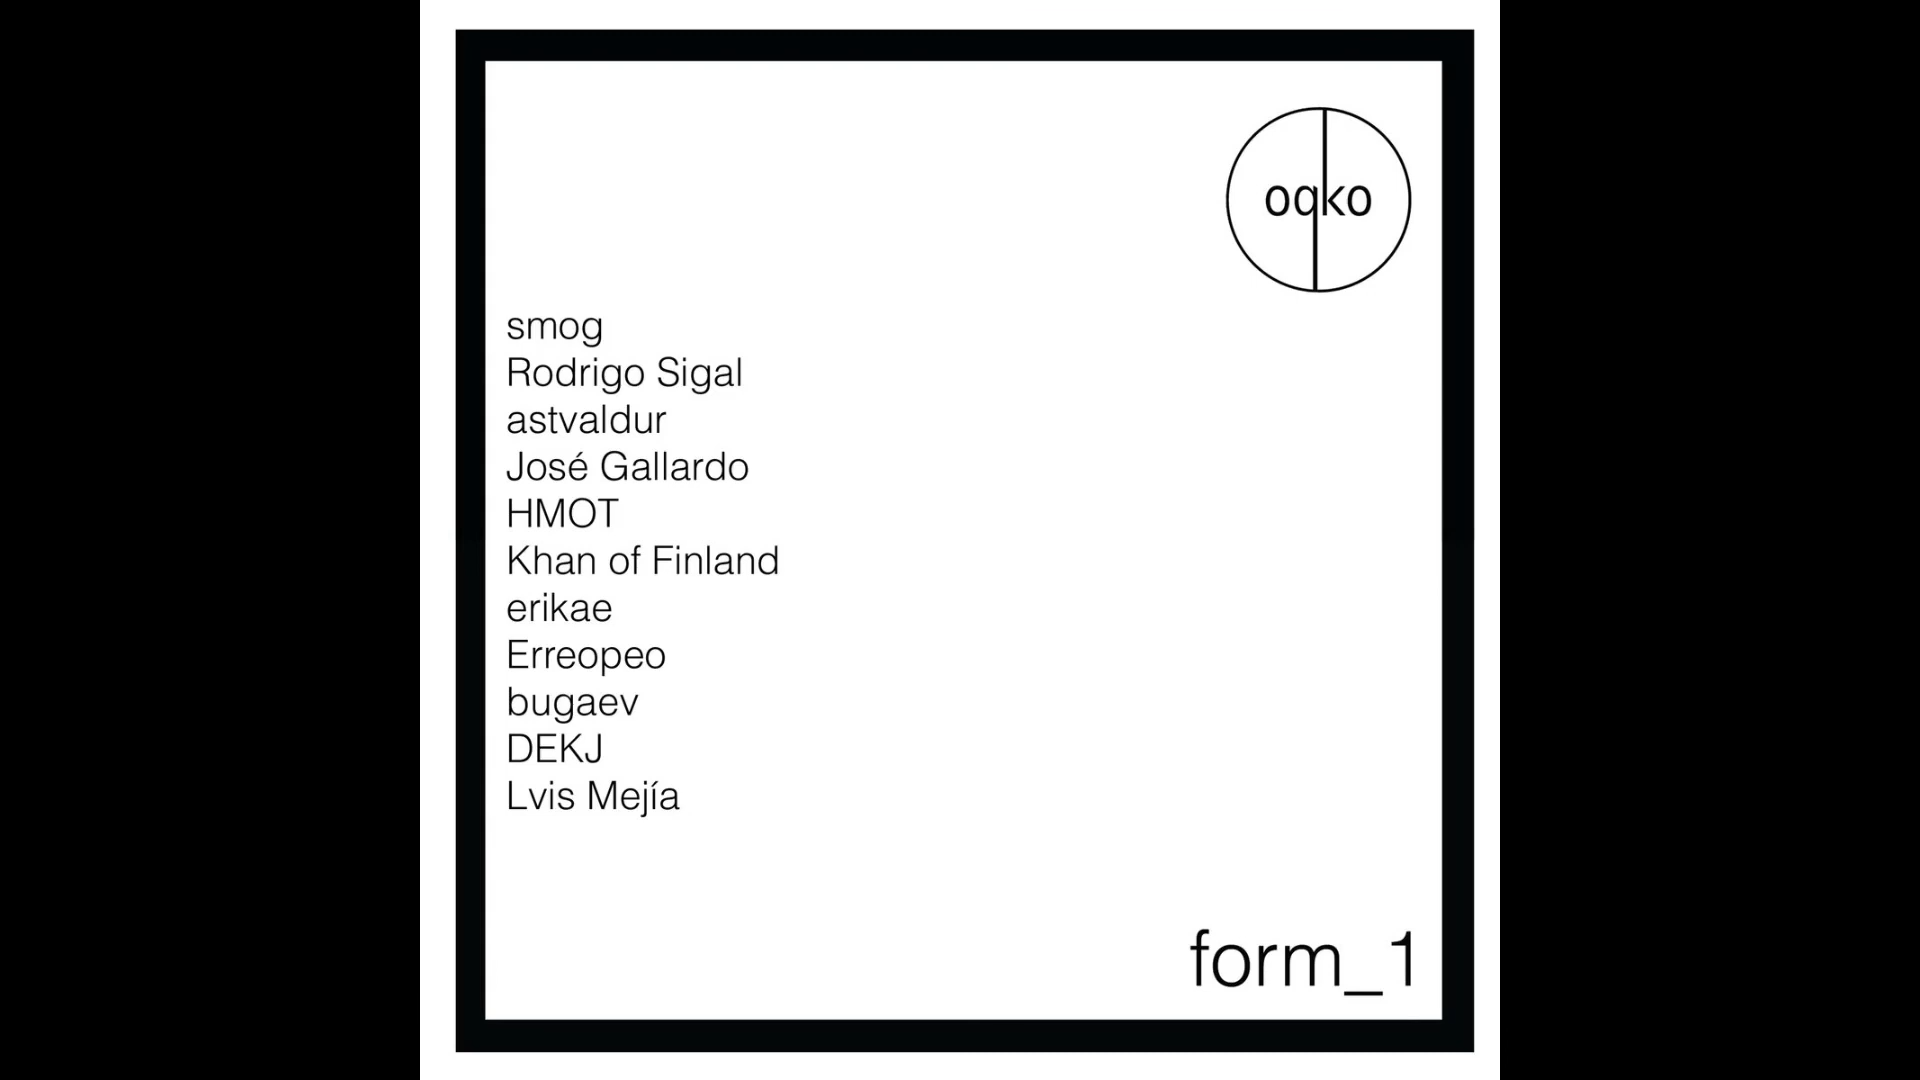 oqko
smog
Rodrigo Sigal
astvaldur
José Gallardo
HMOT
Khan of Finland
erikae
Erreopeo
bugaev
DEKJ
Lvis Mejía
form_1